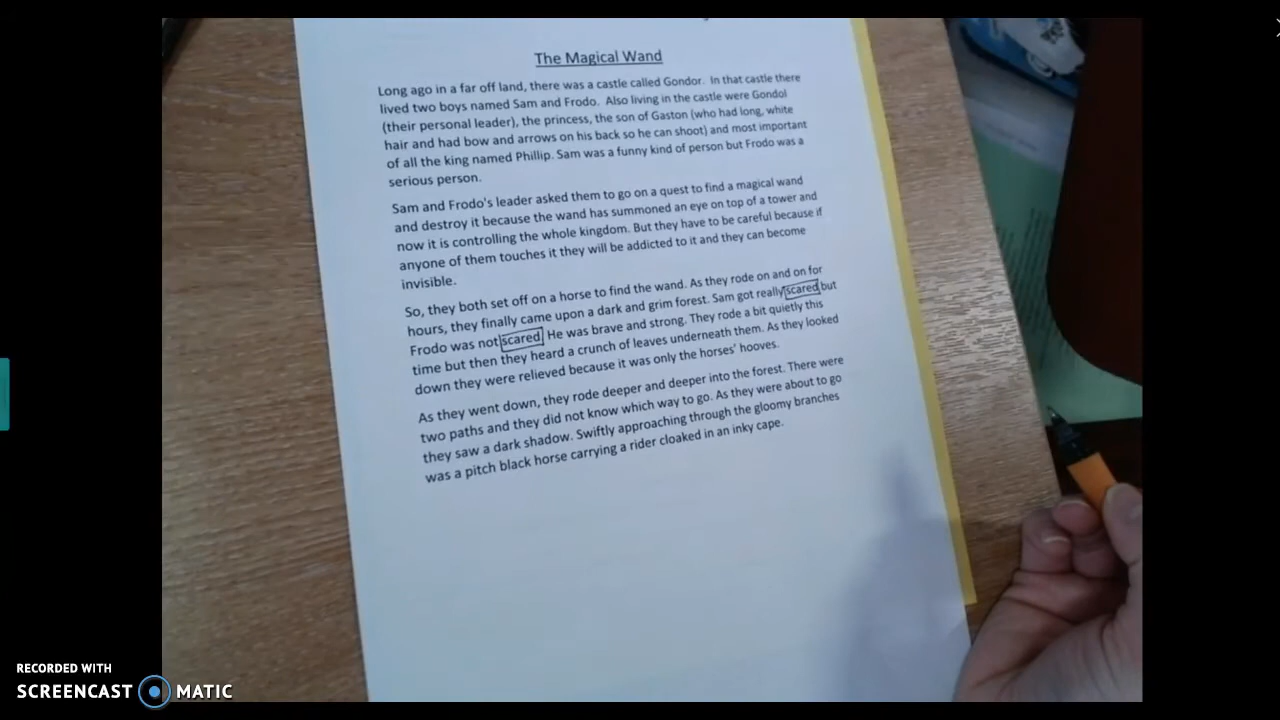 The Magical Wand
Long ago in a far off land, there was a castle called Gondor. In that castle there
lived two boys named Sam and Frodo. Also living in the castle were Gondol
(their personal leader), the princess, the son of Gaston (who had long, white
hair and had bow and arrows on his back so he can shoot) and most important
of all the king named Phillip. Sam was a funny kind of person but Frodo was a
serious person.
Sam and Frodo's leader asked them to go on a quest to find a magical wand
and destroy it because the wand has summoned an eye on top of a tower and
now it is controlling the whole kingdom. But they have to be careful because if
anyone of them touches it they will be addicted to it and they can become
invisible.
So, they both set off on a horse to find the wand. As they rode on and on for
hours, they finally came upon a dark and grim forest. Sam got really scared but
Frodo was not scared. He was brave and strong. They rode a bit quietly this
time but then they heard a crunch of leaves underneath them. As they looked
down they were relieved because it was only the horses' hooves.
As they went down, they rode deeper and deeper into the forest. There were
two paths and they did not know which way to go. As they were about to go
they saw a dark shadow. Swiftly approaching through the gloomy branches
was a pitch black horse carrying a rider cloaked in an inky cape.
RECORDED WITH
SCREENCAST MATIC